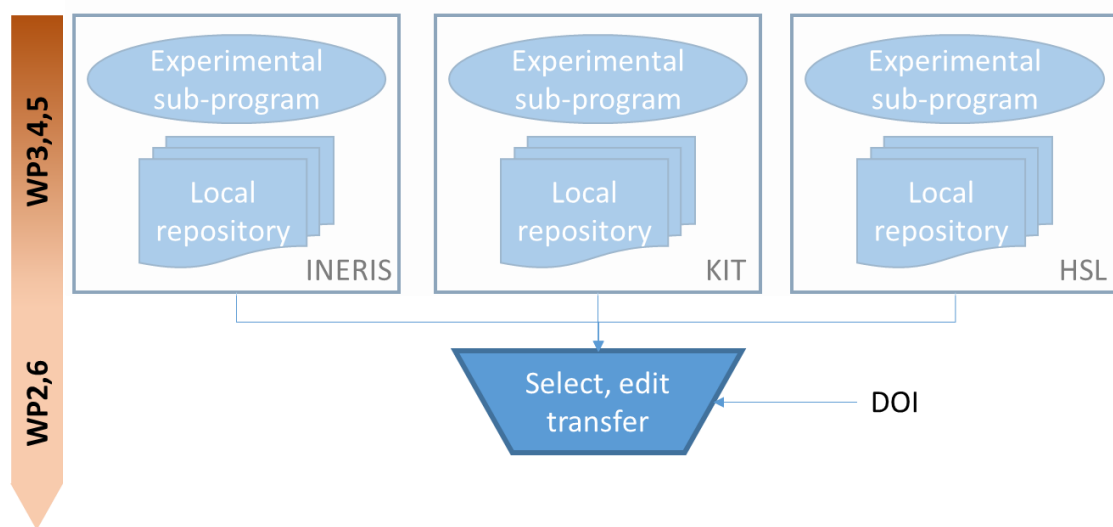 WP3,4,5
Experimental
sub-program
Local
repository
INERIS
Experimental
sub-program
Local
repository
KIT
Experimental
sub-program
Local
repository
HSL
WP2,6
Select, edit
transfer
DOI